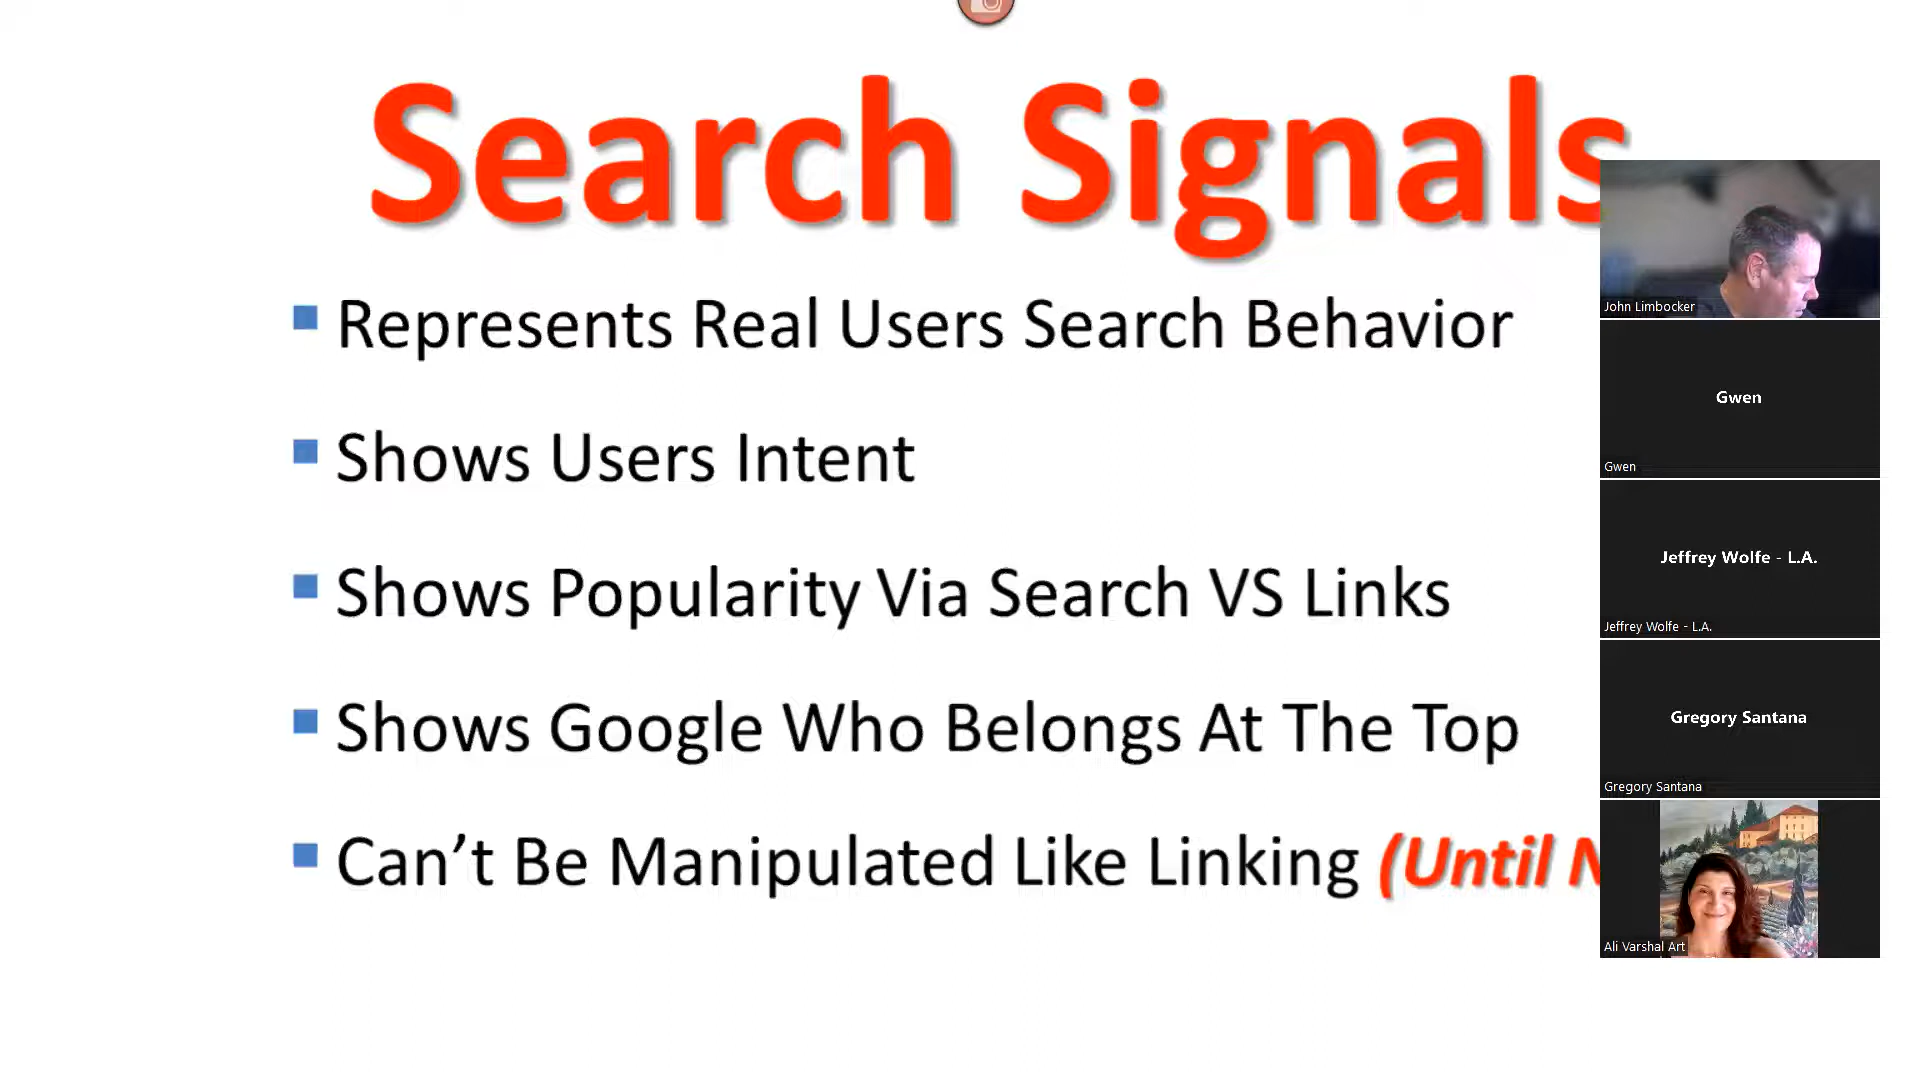 Search Signals
Represents Real Users Search Behavior
Shows Users Intent
Shows Popularity Via Search VS Links
Shows Google Who Belongs At The Top
Can’t Be Manipulated Like Linking (Until
John Limbocker
Gwen
Gwen
Jeffrey Wolfe - L.A.
Jeffrey Wolfe - L.A.
Gregory Santana
Gregory Santana
Ali Varshal Art